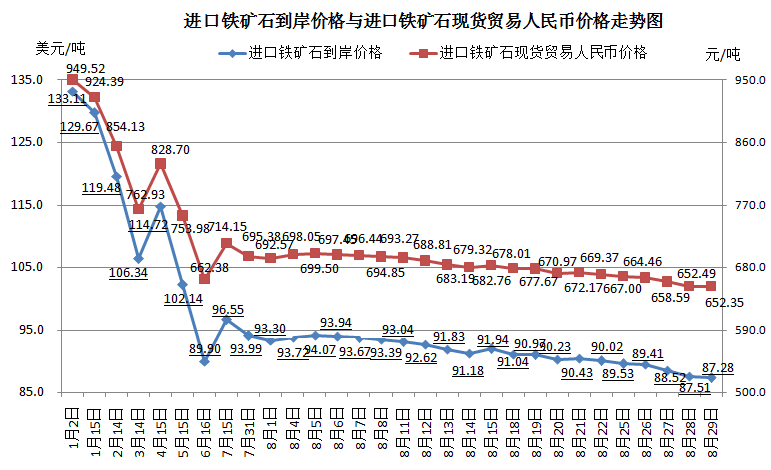 进口铁矿石到岸价格与进口铁矿石现货贸易人民币价格走势图
美元/吨
元/吨
进口铁矿石到岸价格
进口铁矿石现货贸易人民币价格
135.0
125.0
115.0
105.0
95.0
85.0
950.0
860.0
770.0
680.0
590.0
500.0
949.52
924.39
854.13
762.93
828.70
753.98
662.38
714.15
695.38
692.57
698.05
699.50
697.45
696.44
694.85
693.27
688.81
683.19
679.32
682.76
678.01
677.67
670.97
672.17
669.37
667.00
664.46
658.59
652.49
652.35
133.11
129.67
119.48
106.34
114.72
102.14
89.90
96.55
93.99
93.30
93.72
94.07
93.94
93.67
93.39
93.04
92.62
91.83
91.18
91.94
91.04
90.97
90.23
90.43
90.02
89.53
89.41
88.52
87.51
87.28
1月2日
1月15日
2月14日
3月14日
4月15日
5月15日
6月16日
7月15日
7月31日
8月1日
8月4日
8月5日
8月6日
8月7日
8月8日
8月11日
8月12日
8月13日
8月14日
8月15日
8月18日
8月19日
8月20日
8月21日
8月22日
8月25日
8月26日
8月27日
8月28日
8月29日